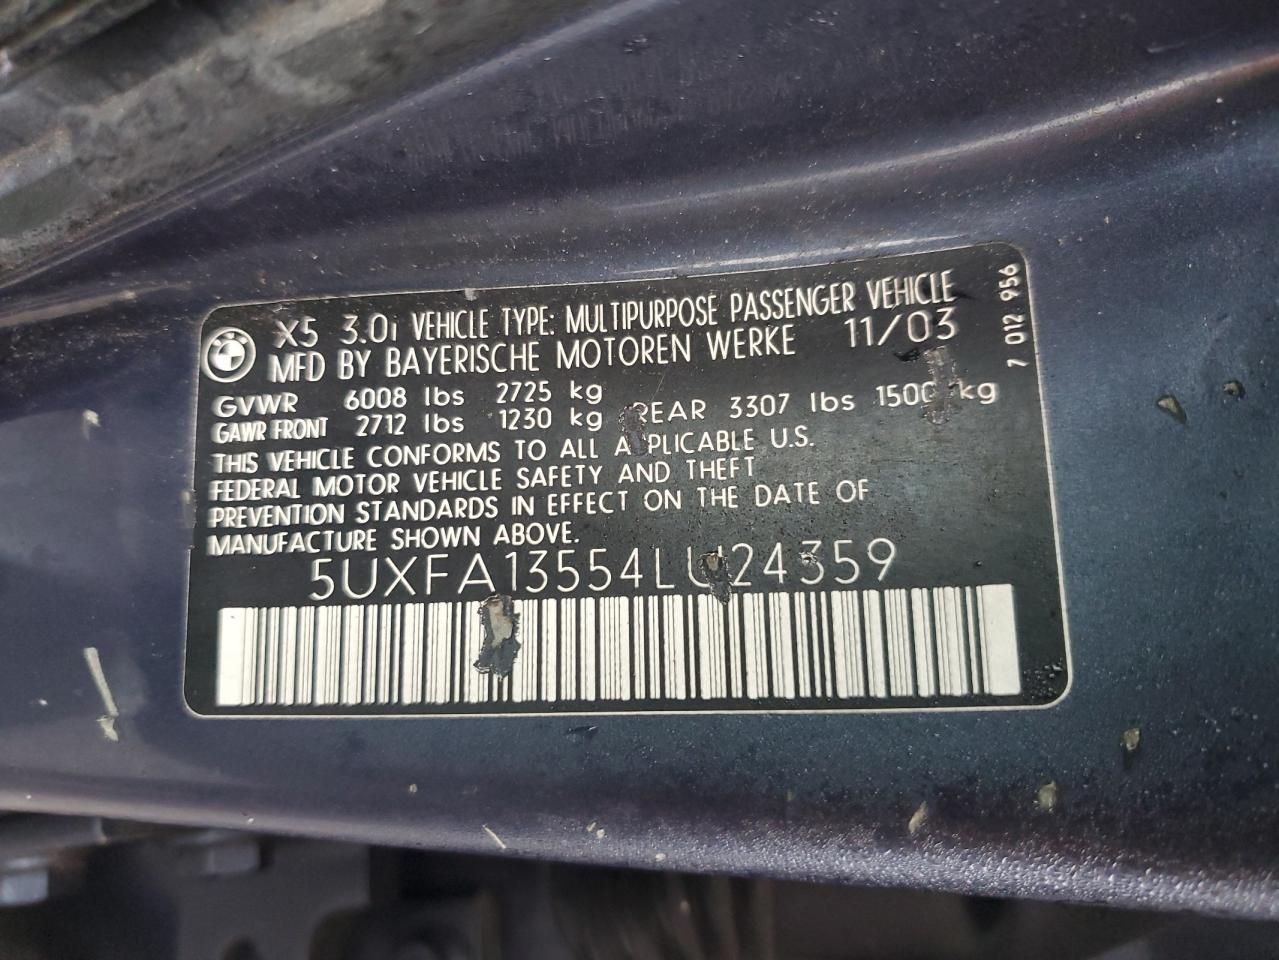 X5 3.0i VEHICLE TYPE: MULTIPURPOSE PASSENGER VEHICLE
MFD BY BAYERISCHE MOTOREN WERKE 11/03
GVWR 6008 lbs 2725 kg
GAWR FRONT 2712 lbs 1230 kg REAR 3307 lbs 1500 kg
THIS VEHICLE CONFORMS TO ALL APPLICABLE U.S.
FEDERAL MOTOR VEHICLE SAFETY AND THEFT
PREVENTION STANDARDS IN EFFECT ON THE DATE OF
MANUFACTURE SHOWN ABOVE.
5UXFA13554LU24359
7 012 956